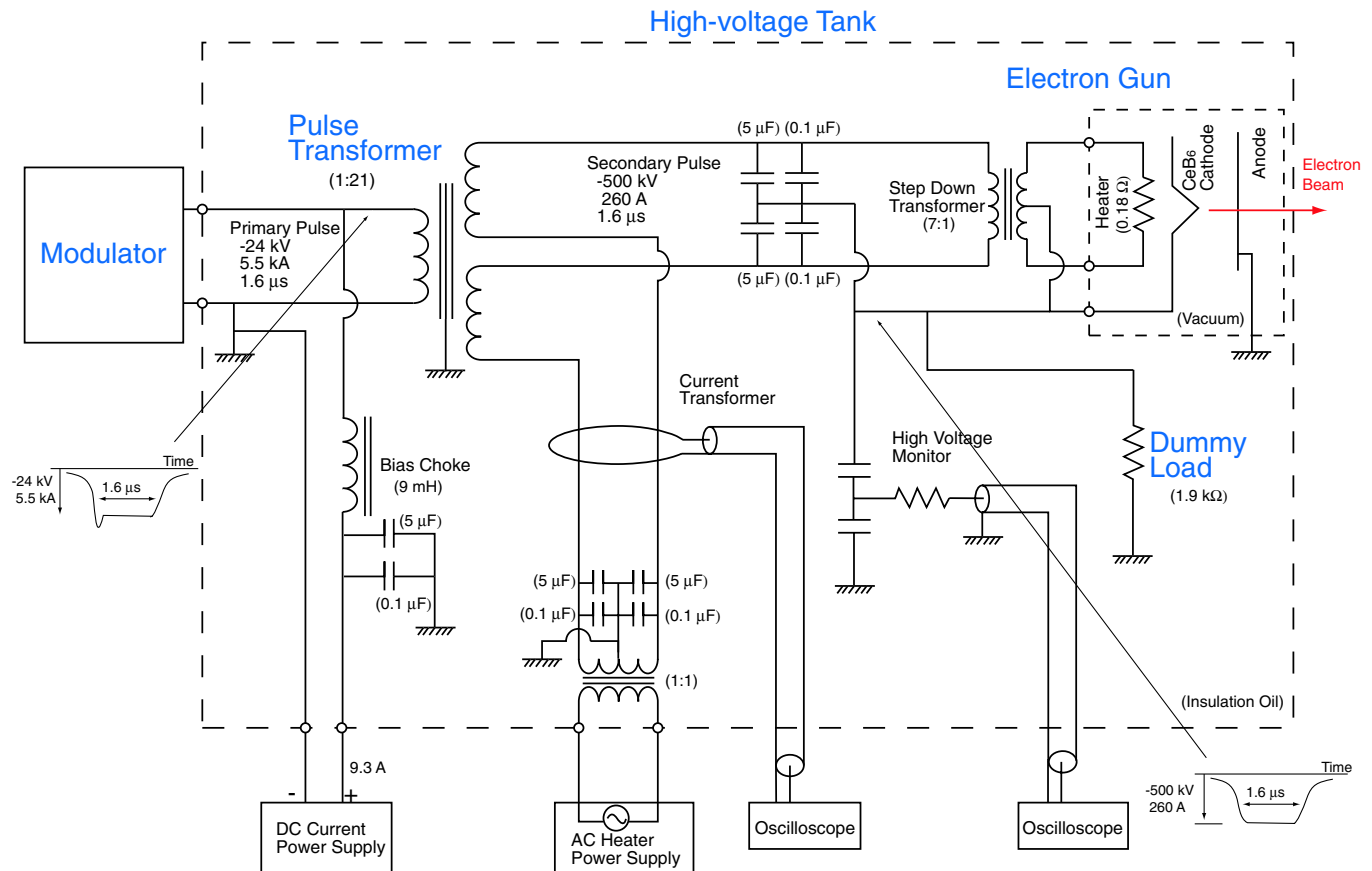 High-voltage Tank
Electron Gun
Pulse
Transformer
(1:21)
(5 μF) (0.1 μF)
Secondary Pulse
-500 kV
260 A
1.6 μs
Step Down
Transformer
(7:1)
Heater
(0.18 Ω)
CeB6
Cathode
Anode
Electron
Beam
Modulator
Primary Pulse
-24 kV
5.5 kA
1.6 μs
(5 μF) (0.1 μF)
(Vacuum)
Current
Transformer
High Voltage
Monitor
Dummy
Load
(1.9 kΩ)
Time
-24 kV
5.5 kA
1.6 μs
Bias Choke
(9 mH)
(5 μF)
(0.1 μF)
(5 μF)
(5 μF)
(0.1 μF)
(0.1 μF)
(1:1)
(Insulation Oil)
9.3 A
-
+
DC Current
Power Supply
AC Heater
Power Supply
Oscilloscope
Oscilloscope
Time
-500 kV
260 A
1.6 μs